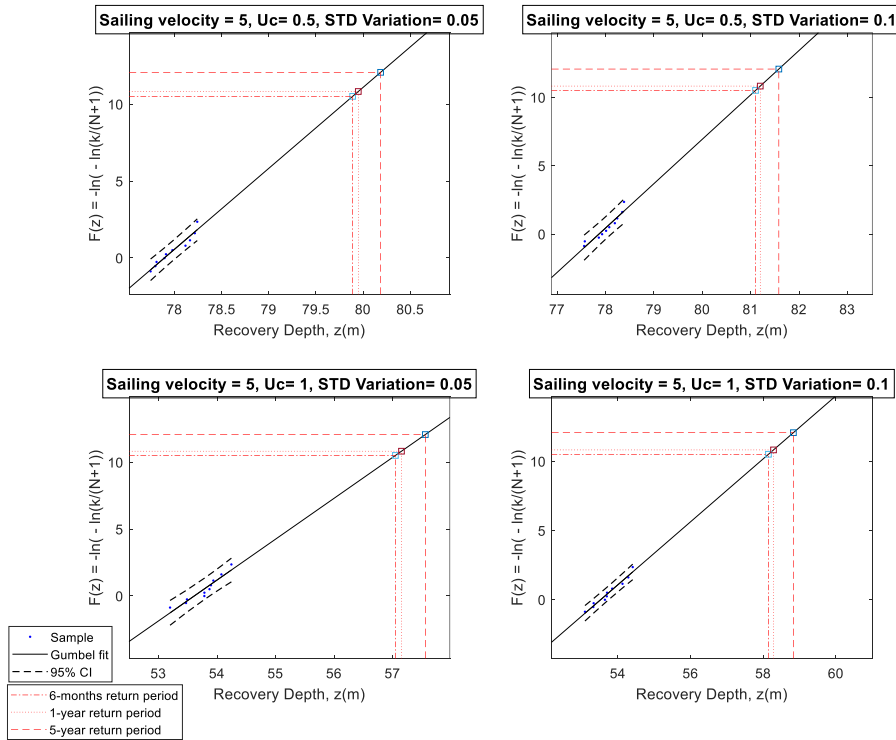 Sailing velocity = 5, Uc= 0.5, STD Variation= 0.05
F(z) = -ln( - ln(k/(N+1))
10
5
0
78 78.5 79 79.5 80 80.5
Recovery Depth, z(m)
Sailing velocity = 5, Uc= 0.5, STD Variation= 0.1
F(z) = -ln( - ln(k/(N+1))
10
5
0
77 78 79 80 81 82 83
Recovery Depth, z(m)
Sailing velocity = 5, Uc= 1, STD Variation= 0.05
F(z) = -ln( - ln(k/(N+1))
10
5
0
53 54 55 56 57
Recovery Depth, z(m)
Sailing velocity = 5, Uc= 1, STD Variation= 0.1
F(z) = -ln( - ln(k/(N+1))
10
5
0
54 56 58 60
Recovery Depth, z(m)
Sample
Gumbel fit
95% CI
6-months return period
1-year return period
5-year return period